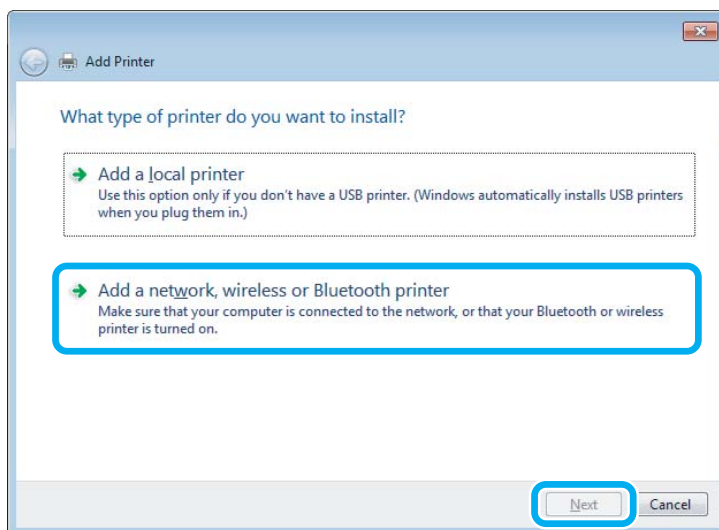 Add Printer
What type of printer do you want to install?
Add a local printer
Use this option only if you don't have a USB printer. (Windows automatically installs USB printers
when you plug them in.)
Add a network, wireless or Bluetooth printer
Make sure that your computer is connected to the network, or that your Bluetooth or wireless
printer is turned on.
Next Cancel